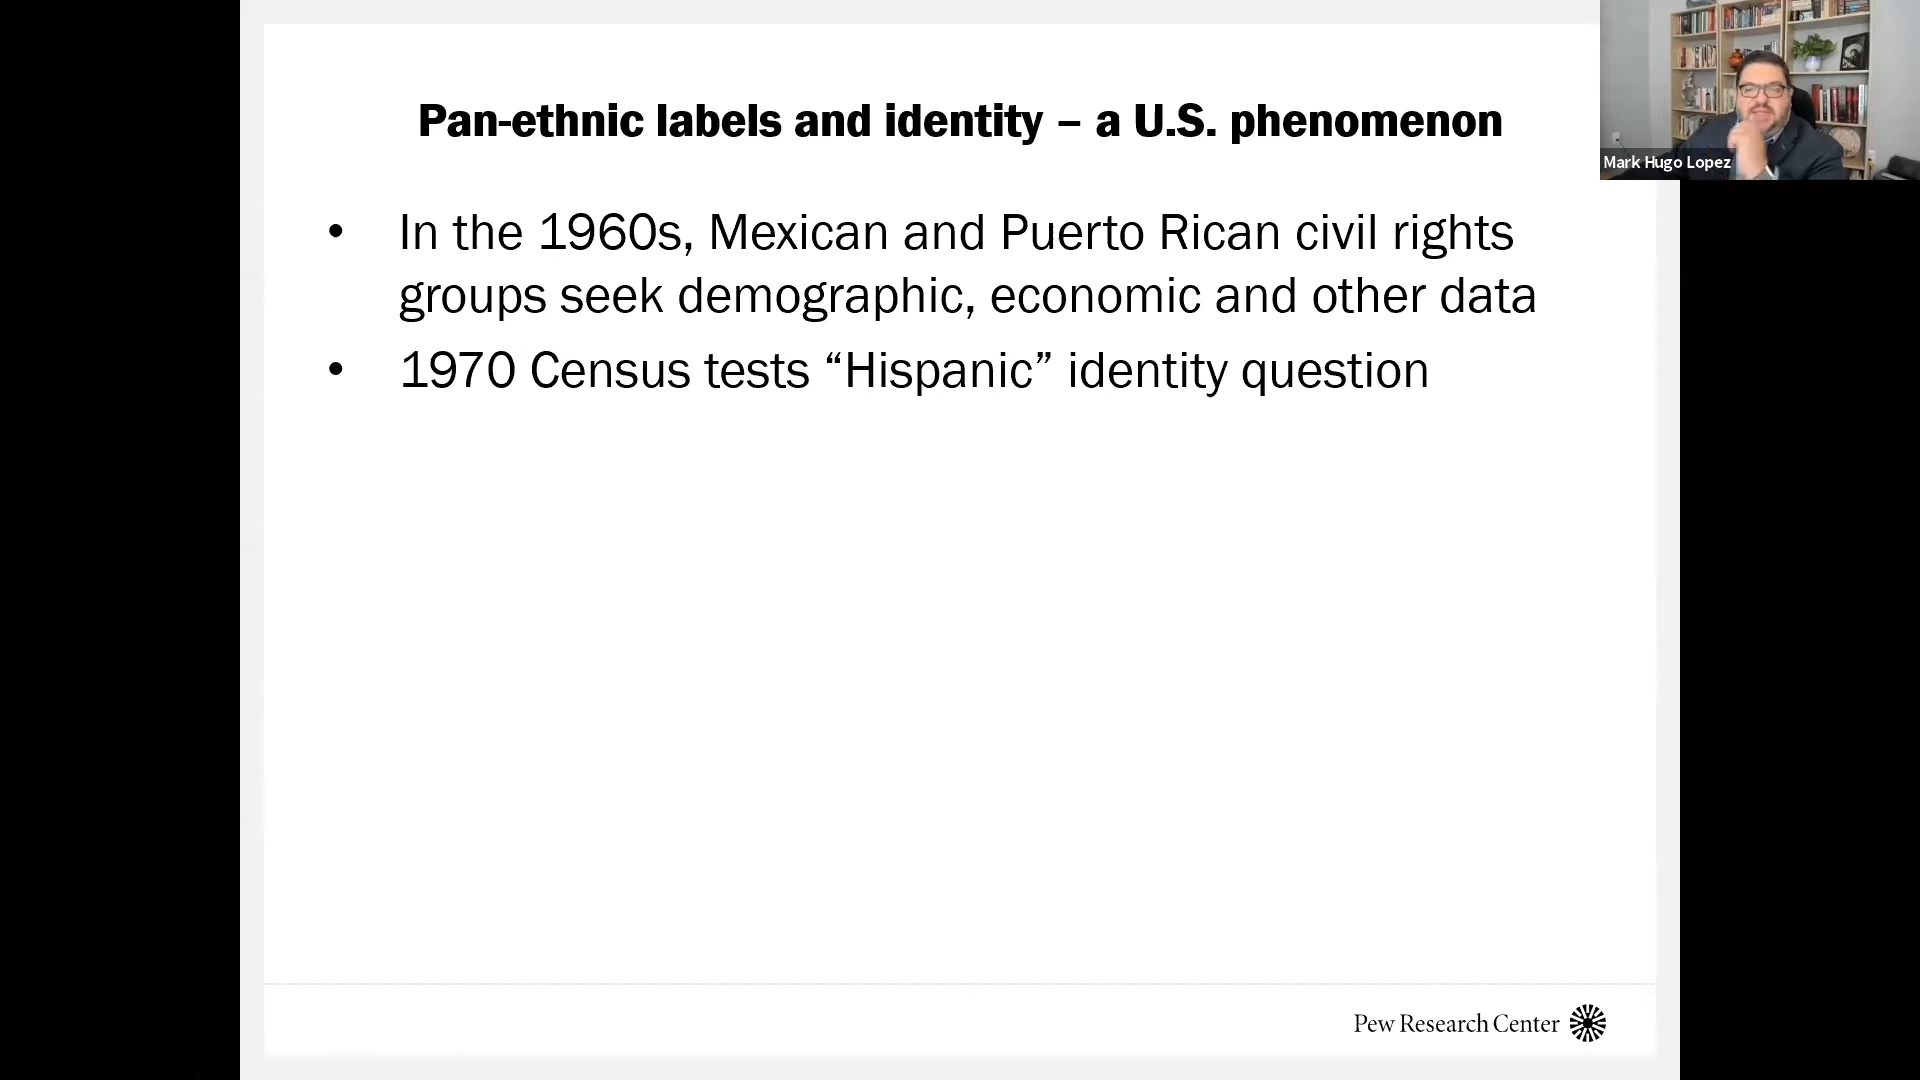 Pan-ethnic labels and identity – a U.S. phenomenon
Mark Hugo Lopez
• In the 1960s, Mexican and Puerto Rican civil rights
groups seek demographic, economic and other data
• 1970 Census tests “Hispanic” identity question
Pew Research Center